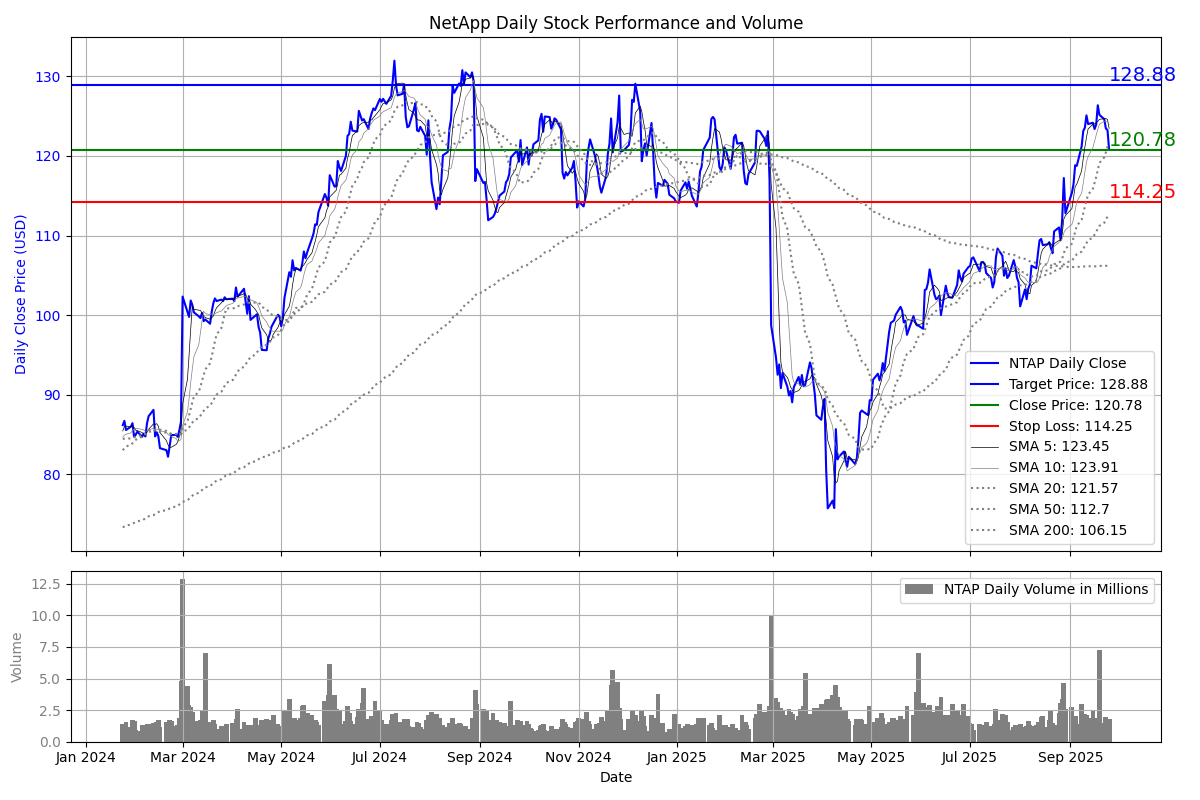 NetApp Daily Stock Performance and Volume
Daily Close Price (USD)
130
120
110
100
90
80
128.88
120.78
114.25
NTAP Daily Close
Target Price: 128.88
Close Price: 120.78
Stop Loss: 114.25
SMA 5: 123.45
SMA 10: 123.91
SMA 20: 121.57
SMA 50: 112.7
SMA 200: 106.15
Volume
12.5
10.0
7.5
5.0
2.5
0.0
NTAP Daily Volume in Millions
Jan 2024 Mar 2024 May 2024 Jul 2024 Sep 2024 Nov 2024 Jan 2025 Mar 2025 May 2025 Jul 2025 Sep 2025
Date